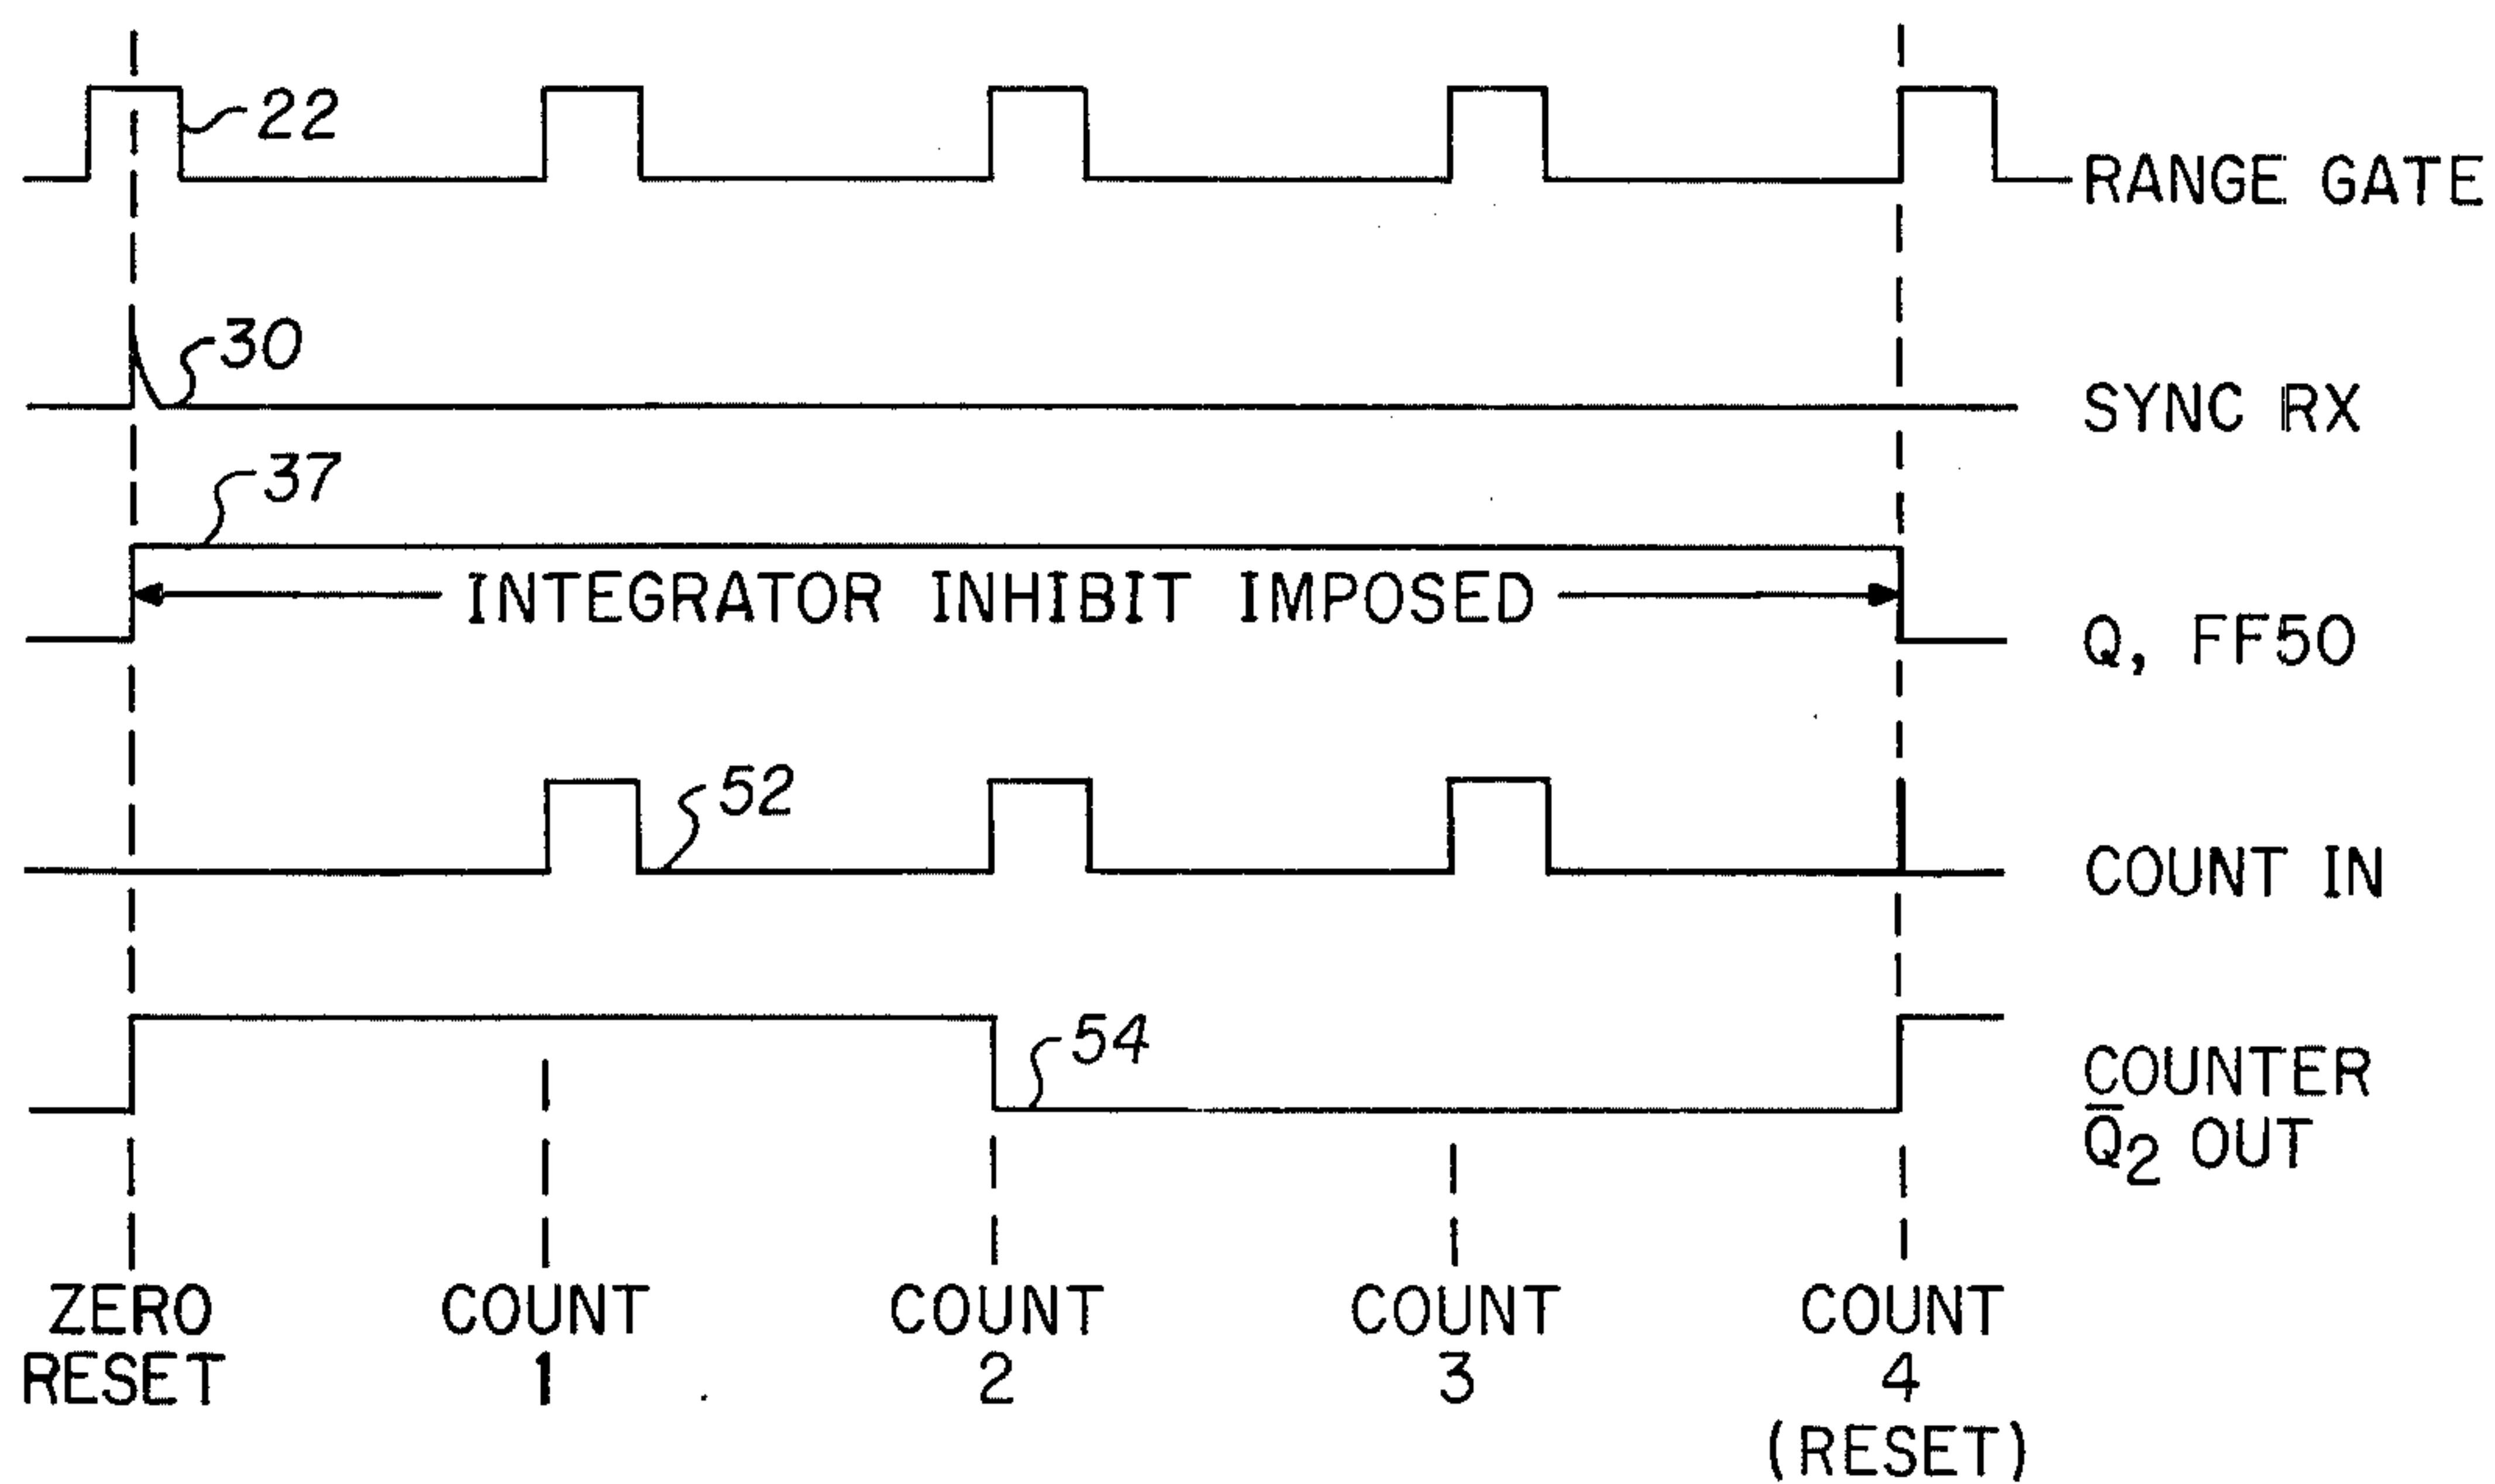 22
RANGE GATE
30
SYNC RX
37
INTEGRATOR INHIBIT IMPOSED
Q, FF50
52
COUNT IN
54
COUNTER
Q̅2 OUT
ZERO
RESET
COUNT
1
COUNT
2
COUNT
3
COUNT
4
(RESET)